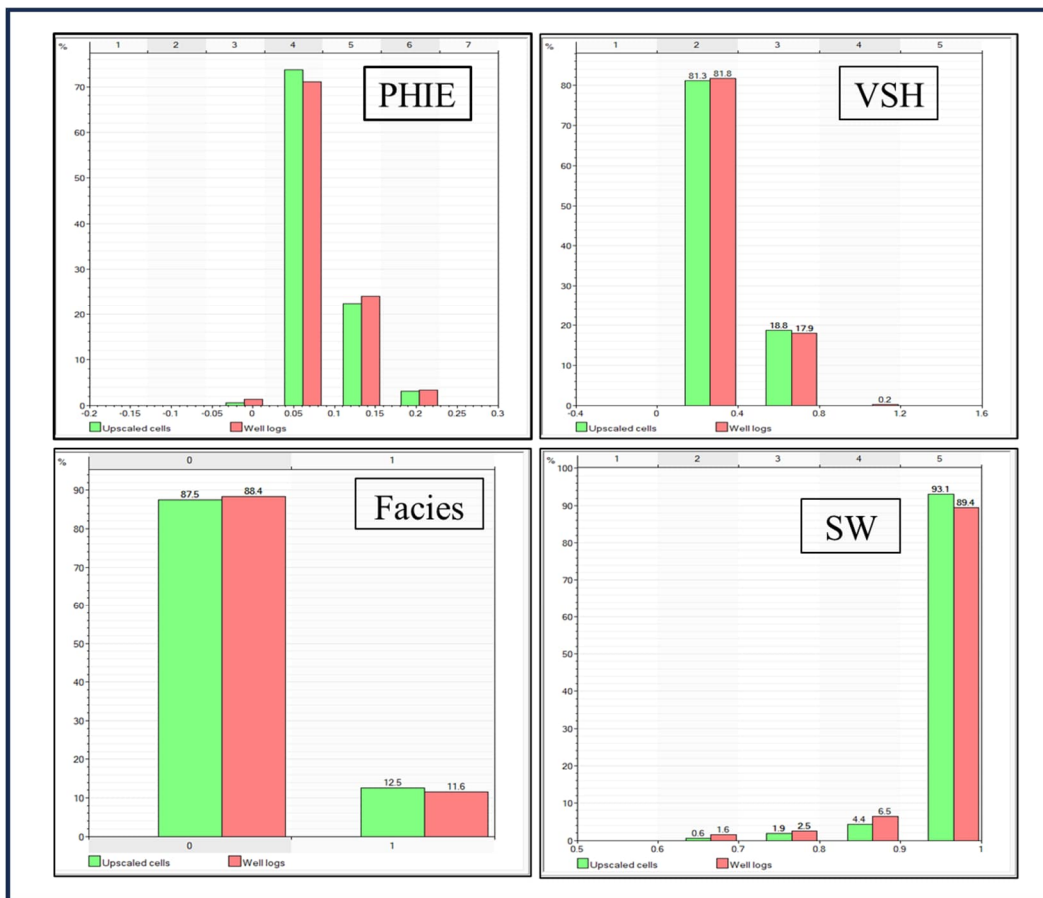 % 1 2 3 4 5 6 7
PHIE
70
60
50
40
30
20
10
0
-0.2 -0.15 -0.1 -0.05 0 0.05 0.1 0.15 0.2 0.25 0.3
Upscaled cells Well logs
% 1 2 3 4 5
VSH
81.3 81.8
80
70
60
50
40
30
20
18.8 17.9
10
0.2
0
-0.4 0 0.4 0.8 1.2 1.6
Upscaled cells Well logs
% 0 1
Facies
87.5 88.4
90
80
70
60
50
40
30
20
12.5 11.6
10
0
0 1
Upscaled cells Well logs
% 1 2 3 4 5
SW
100
93.1 89.4
90
80
70
60
50
40
30
20
10
0.6 1.6 1.9 2.5 4.4 6.5
0
0.5 0.6 0.7 0.8 0.9 1
Upscaled cells Well logs